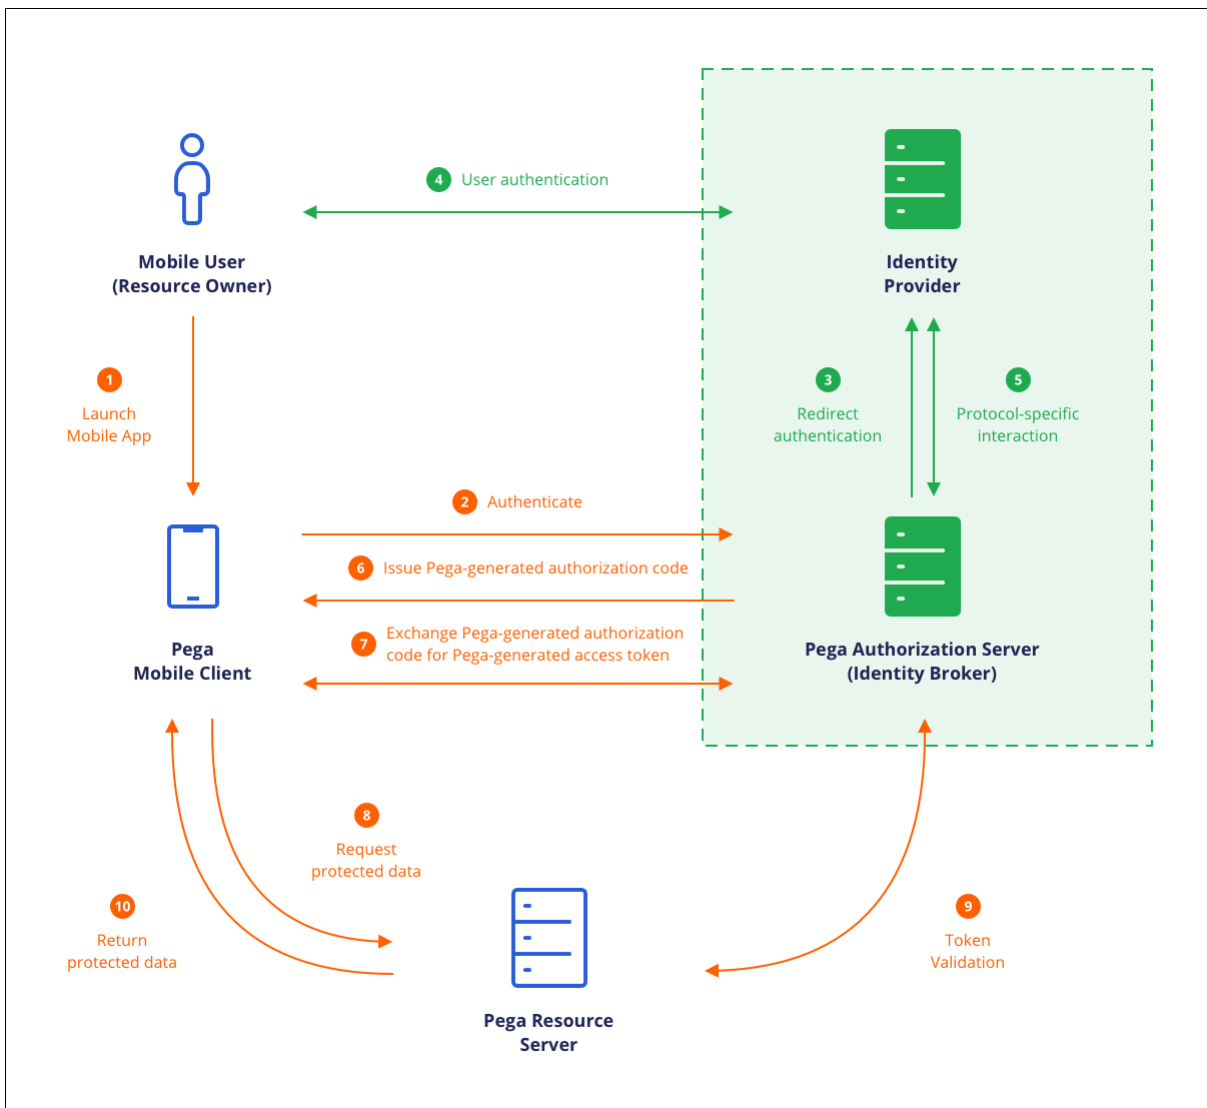 4 User authentication
Mobile User
(Resource Owner)
Identity
Provider
1
Launch
Mobile App
3
Redirect
authentication
5
Protocol-specific
interaction
2 Authenticate
6 Issue Pega-generated authorization code
7 Exchange Pega-generated authorization
code for Pega-generated access token
Pega
Mobile Client
Pega Authorization Server
(Identity Broker)
8
Request
protected data
10
Return
protected data
9
Token
Validation
Pega Resource
Server